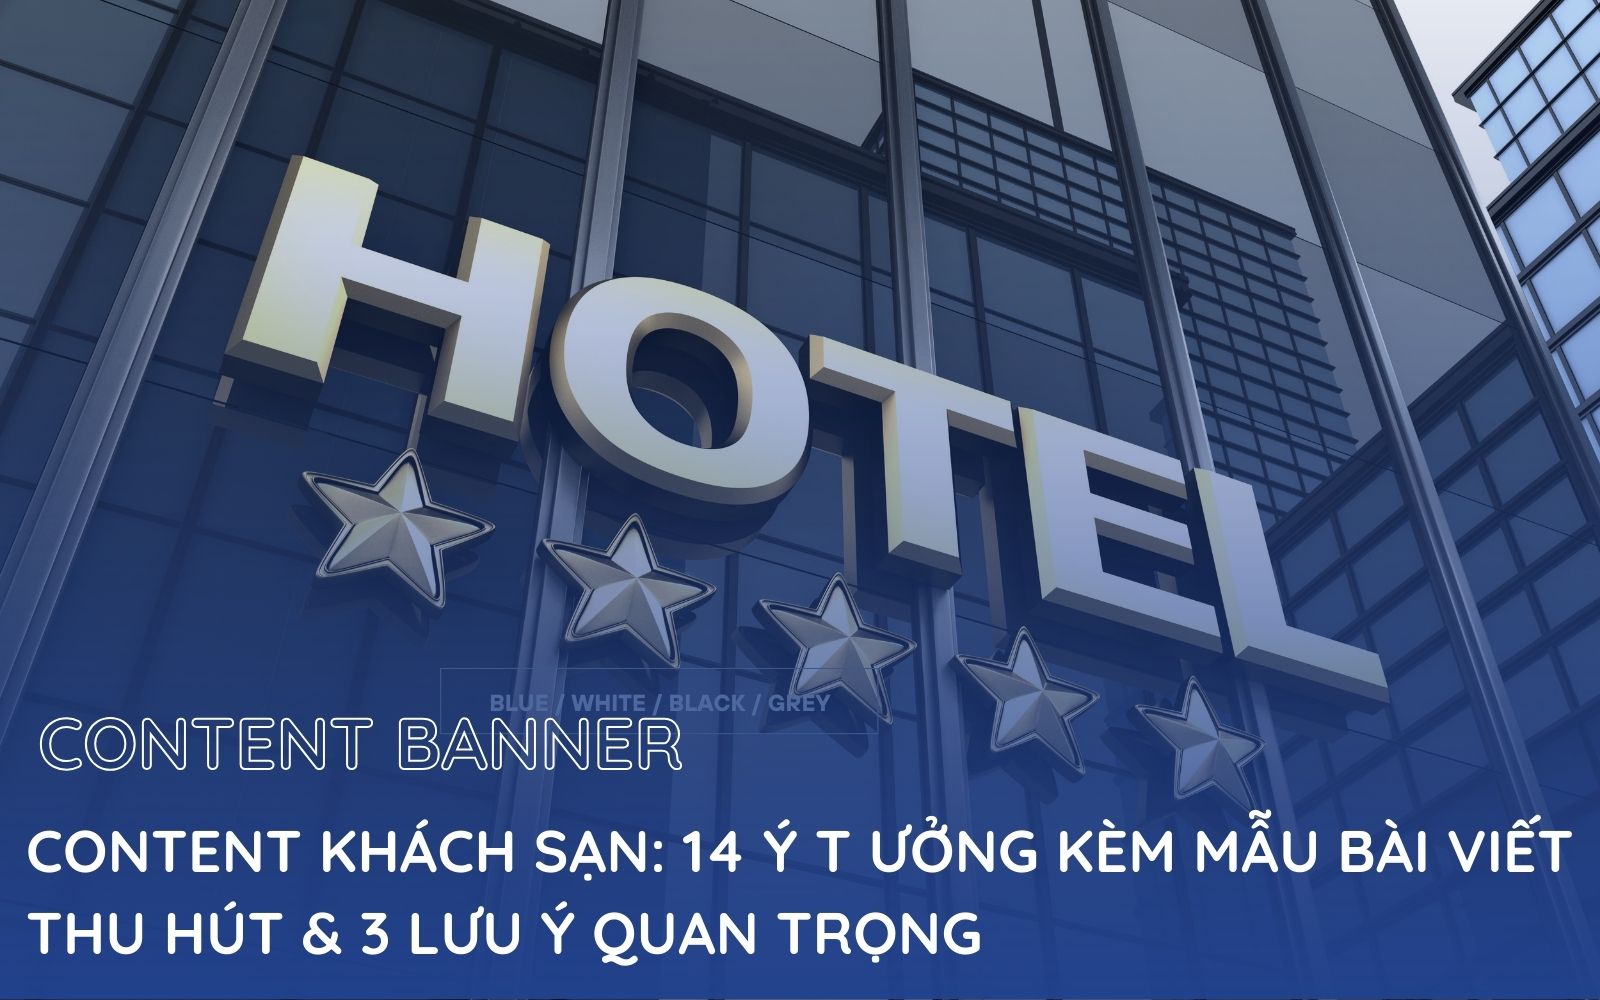 HOTEL
BLUE / WHITE / BLACK / GREY
CONTENT BANNER
CONTENT KHÁCH SẠN: 14 Ý T ƯỞNG KÈM MẪU BÀI VIẾT
THU HÚT & 3 LƯU Ý QUAN TRỌNG